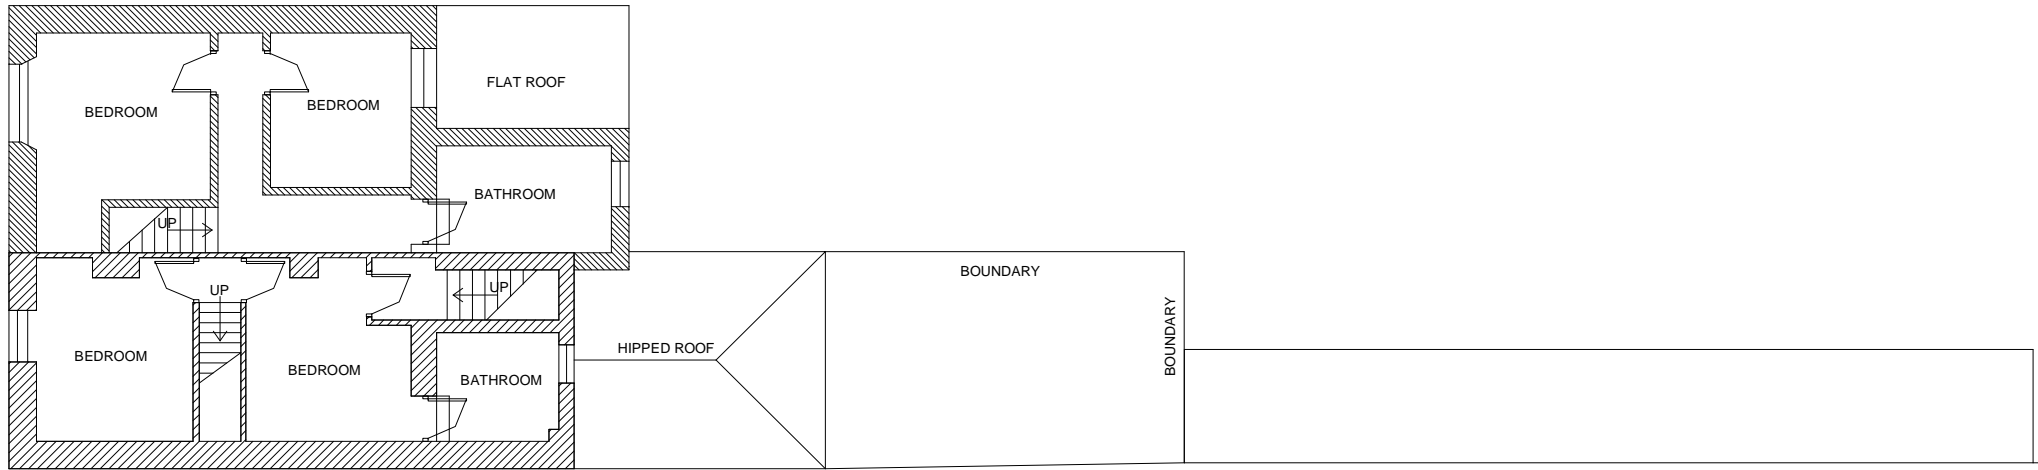 FLAT ROOF
BEDROOM
BEDROOM
BATHROOM
UP
BOUNDARY
UP
UP
BOUNDARY
HIPPED ROOF
BEDROOM
BEDROOM
BATHROOM